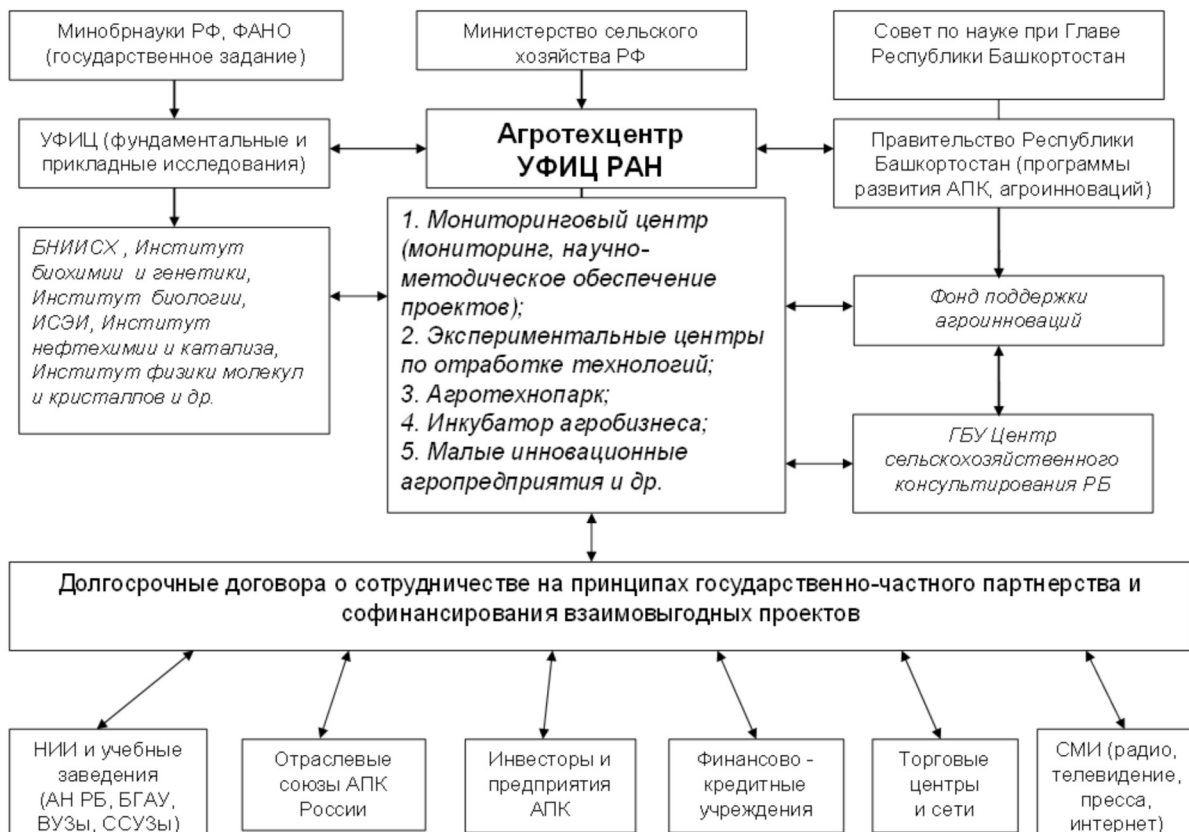 Минобрнауки РФ, ФАНО
(государственное задание)
Министерство сельского
хозяйства РФ
Совет по науке при Главе
Республики Башкортостан
УФИЦ (фундаментальные и
прикладные исследования)
Агротехцентр
УФИЦ РАН
Правительство Республики
Башкортостан (программы
развития АПК, агроинноваций)
БНИИСХ , Институт
биохимии и генетики,
Институт биологии,
ИСЭИ, Институт
нефтехимии и катализа,
Институт физики молекул
и кристаллов и др.
1. Мониторинговый центр
(мониторинг, научно-
методическое обеспечение
проектов);
2. Экспериментальные центры
по отработке технологий;
3. Агротехнопарк;
4. Инкубатор агробизнеса;
5. Малые инновационные
агропредприятия и др.
Фонд поддержки
агроинноваций
ГБУ Центр
сельскохозяйственного
консультирования РБ
Долгосрочные договора о сотрудничестве на принципах государственно-частного партнерства и
софинансирования взаимовыгодных проектов
НИИ и учебные
заведения
(АН РБ, БГАУ,
ВУЗы, ССУЗы)
Отраслевые
союзы АПК
России
Инвесторы и
предприятия
АПК
Финансово -
кредитные
учреждения
Торговые
центры
и сети
СМИ (радио,
телевидение,
пресса,
интернет)